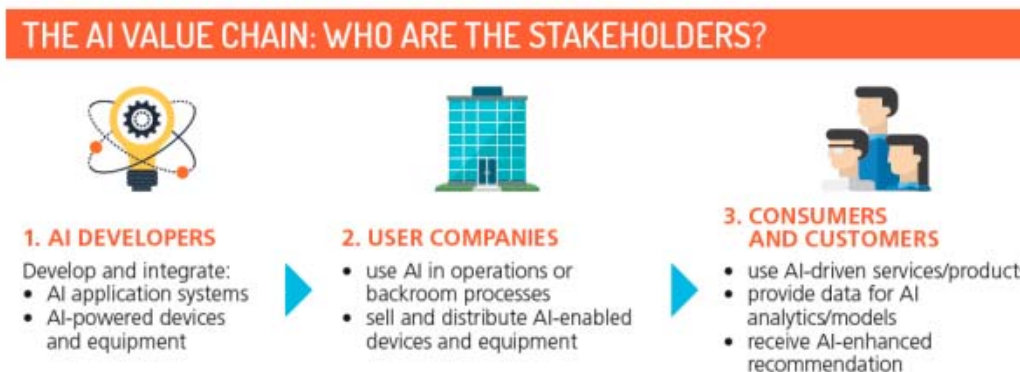 THE AI VALUE CHAIN: WHO ARE THE STAKEHOLDERS?
1. AI DEVELOPERS
Develop and integrate:
• AI application systems
• AI-powered devices
and equipment
2. USER COMPANIES
• use AI in operations or
backroom processes
• sell and distribute AI-enabled
devices and equipment
3. CONSUMERS
AND CUSTOMERS
• use AI-driven services/product
• provide data for AI
analytics/models
• receive AI-enhanced
recommendation